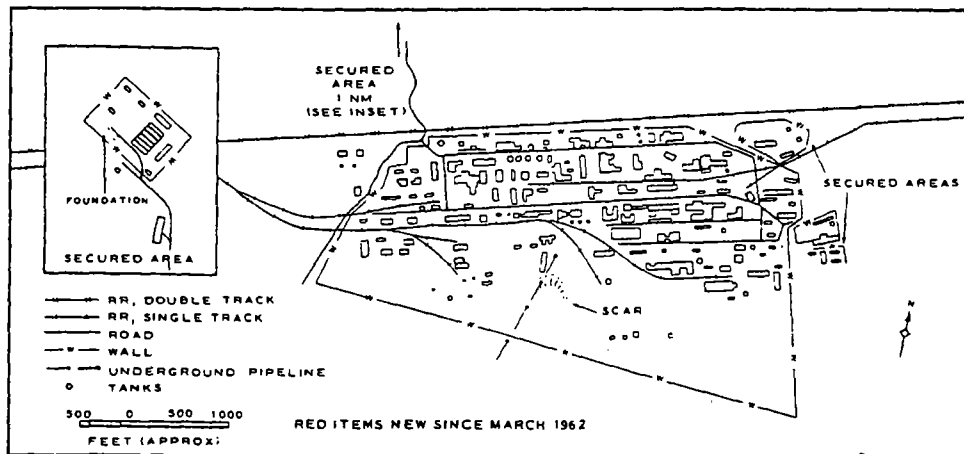 SECURED
AREA
1 NM
(SEE INSET)
SECURED AREAS
FOUNDATION
SECURED AREA
RR, DOUBLE TRACK
RR, SINGLE TRACK
ROAD
W WALL
UNDERGROUND PIPELINE
TANKS
SCAR
N
500 0 500 1000
FEET (APPROX)
RED ITEMS NEW SINCE MARCH 1962